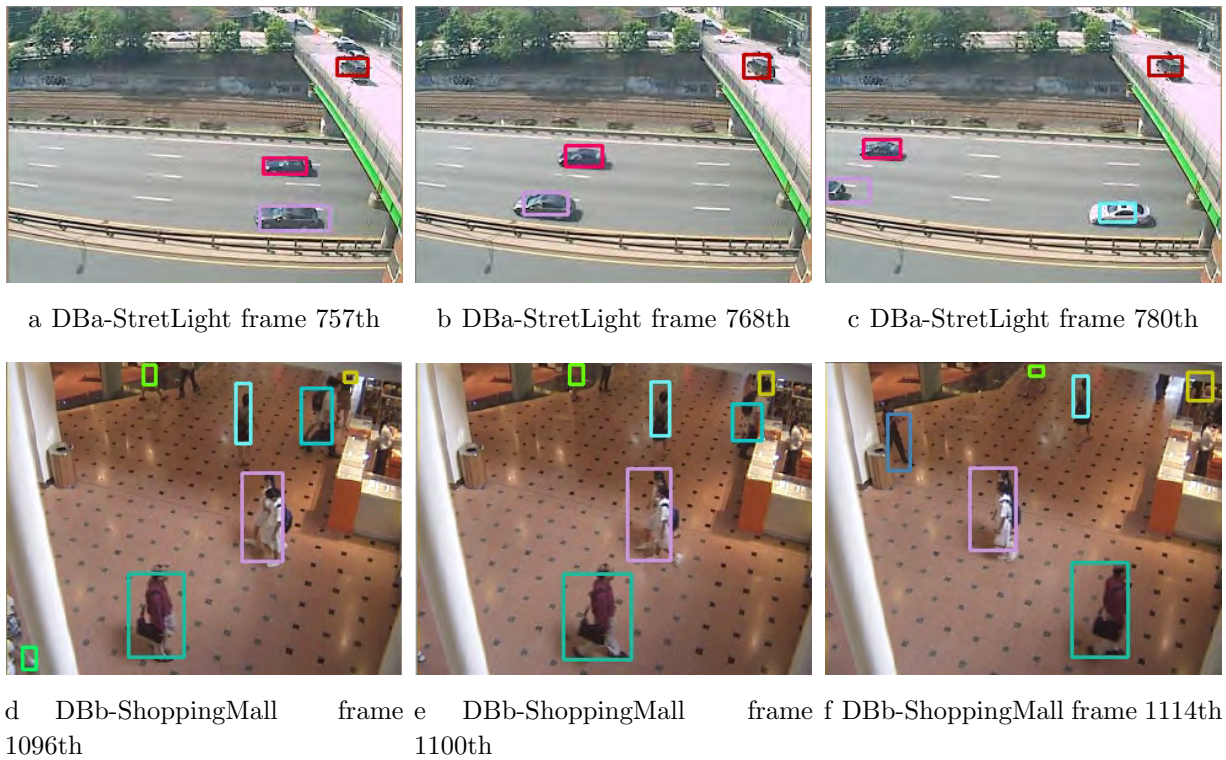 a DBa-StretLight frame 757th
b DBa-StretLight frame 768th
c DBa-StretLight frame 780th
d DBb-ShoppingMall frame
1096th
e DBb-ShoppingMall frame
1100th
f DBb-ShoppingMall frame 1114th